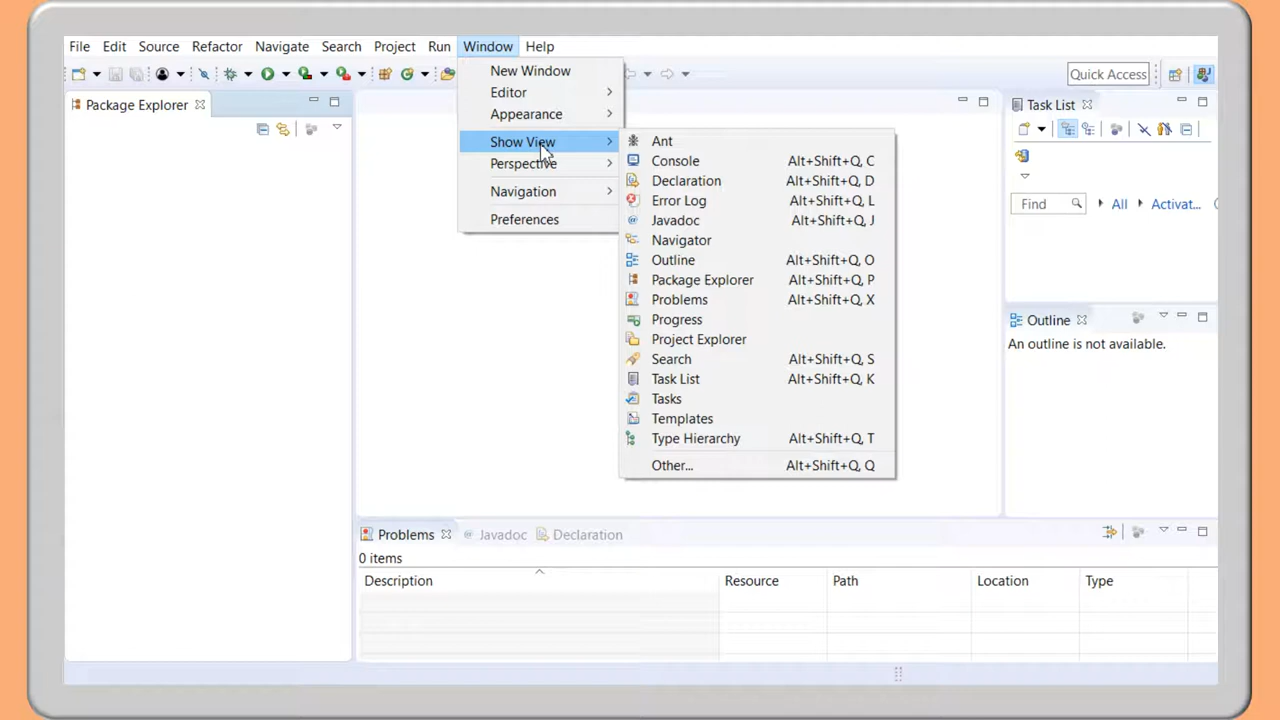 File Edit Source Refactor Navigate Search Project Run Window Help
Quick Access
Package Explorer
New Window
Editor
Appearance
Show View
Perspective
Navigation
Preferences
Ant
Console Alt+Shift+Q, C
Declaration Alt+Shift+Q, D
Error Log Alt+Shift+Q, L
Javadoc Alt+Shift+Q, J
Navigator
Outline Alt+Shift+Q, O
Package Explorer Alt+Shift+Q, P
Problems Alt+Shift+Q, X
Progress
Project Explorer
Search Alt+Shift+Q, S
Task List Alt+Shift+Q, K
Tasks
Templates
Type Hierarchy Alt+Shift+Q, T
Other... Alt+Shift+Q, Q
Task List
Find All Activat...
Outline
An outline is not available.
Problems Javadoc Declaration
0 items
Description Resource Path Location Type